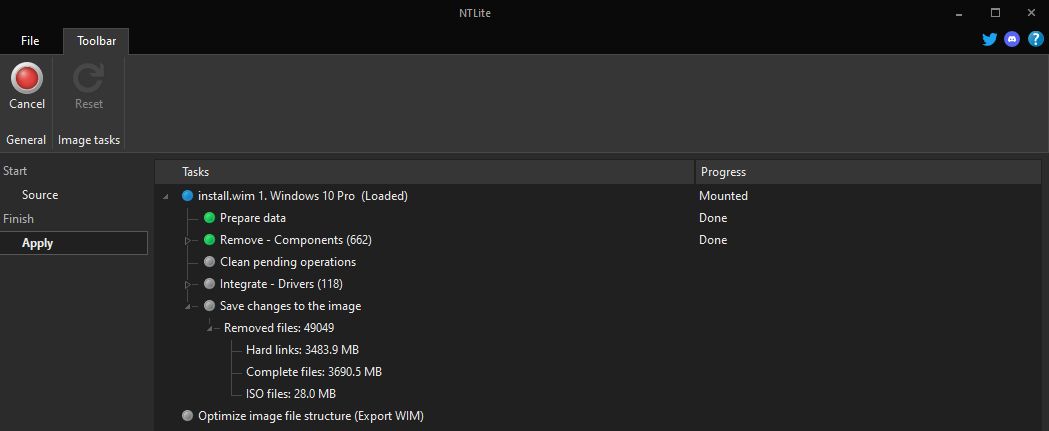 NTLite
File Toolbar
Cancel Reset
General Image tasks
Start
Source
Finish
Apply
Tasks Progress
install.wim 1. Windows 10 Pro (Loaded) Mounted
Prepare data Done
Remove - Components (662) Done
Clean pending operations
Integrate - Drivers (118)
Save changes to the image
Removed files: 49049
Hard links: 3483.9 MB
Complete files: 3690.5 MB
ISO files: 28.0 MB
Optimize image file structure (Export WIM)